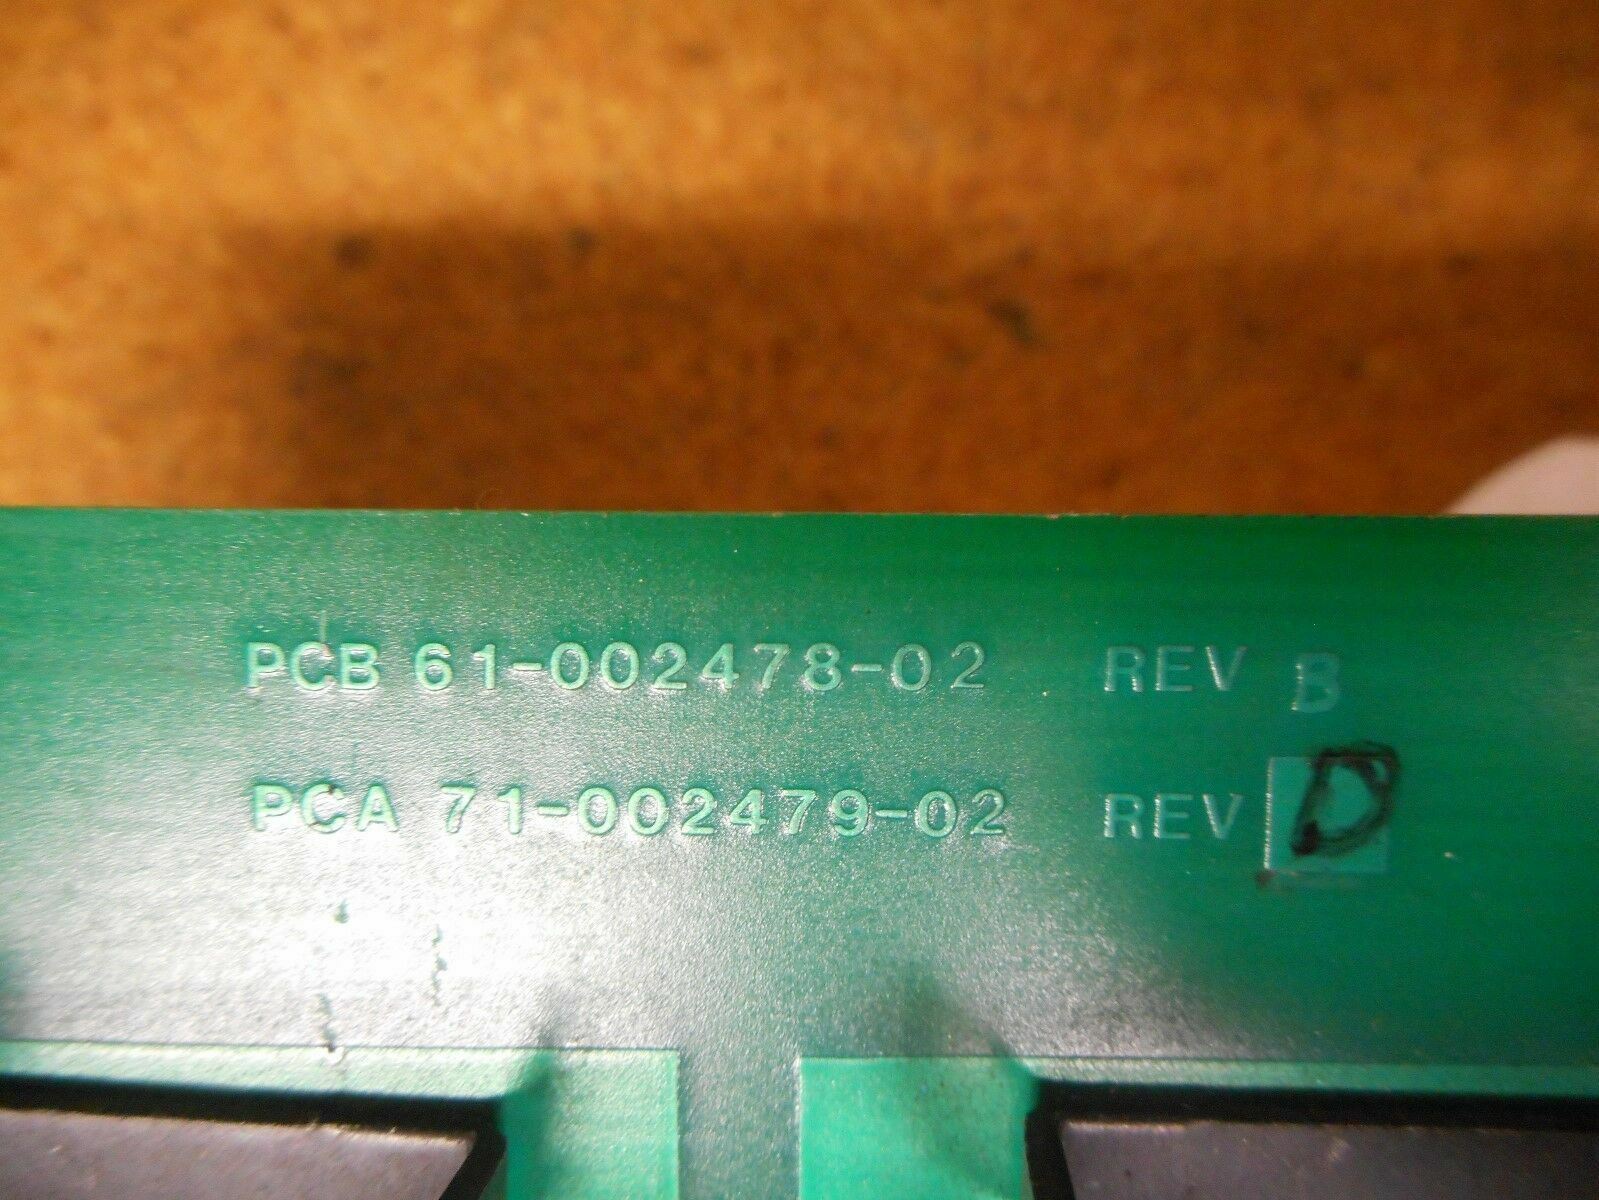 PCB 61-002478-02 REV B
PCA 71-002479-02 REV D